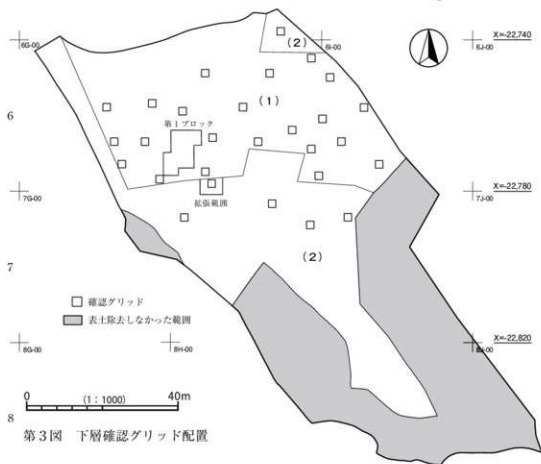 6G-00
6I-00
6J-00
X=-22,740
(2)
6
(1)
第1ブロック
7G-00
拡張範囲
7J-00
X=-22,780
(2)
7
確認グリッド
表土除去しなかった範囲
8G-00
8H-00
X=-22,820
0
(1:1000)
40m
8
第3図 下層確認グリッド配置